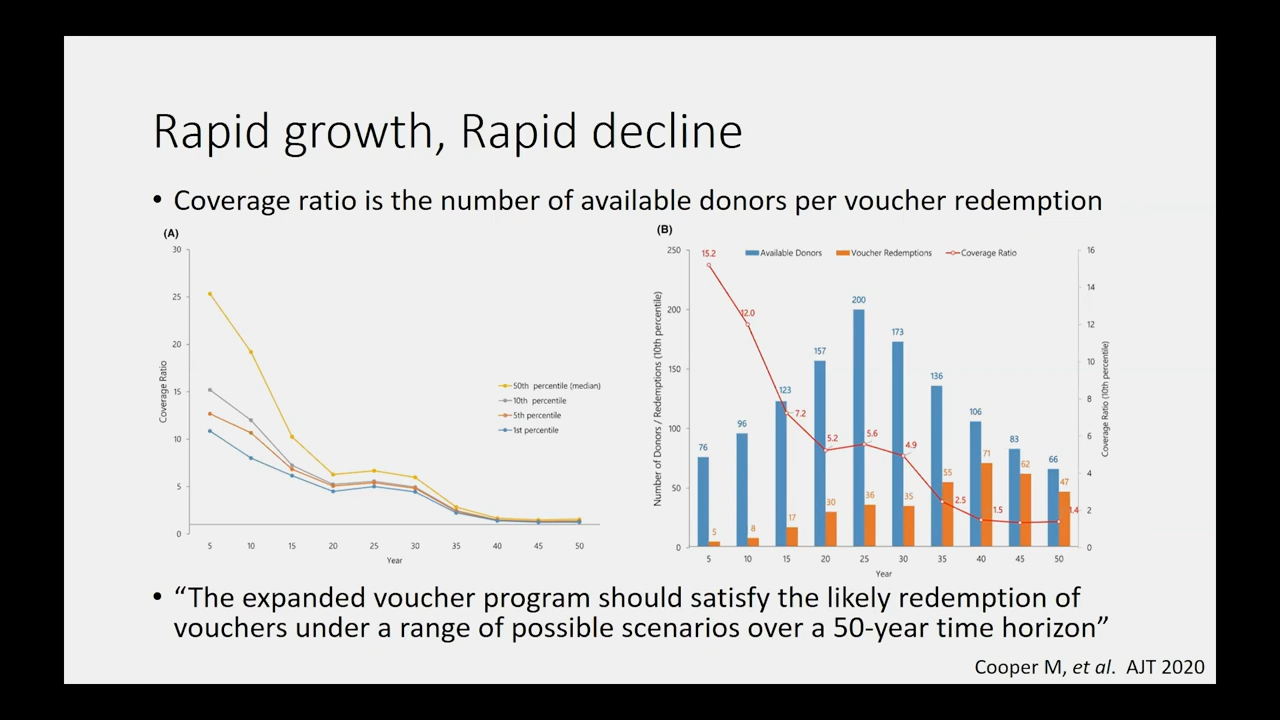 Rapid growth, Rapid decline
• Coverage ratio is the number of available donors per voucher redemption
(A)
30
25
20
15
10
5
0
Coverage Ratio
50th percentile (median)
10th percentile
5th percentile
1st percentile
5 10 15 20 25 30 35 40 45 50
Year
(B)
250
200
150
100
50
0
Number of Donors / Redemptions (10th percentile)
Available Donors Voucher Redemptions Coverage Ratio
15.2 12.0 7.2 5.2 5.6 4.9 2.5 1.5 1.4
76 96 123 157 200 173 136 106 83 66
5 8 17 30 36 35 55 71 62 47
16
14
12
10
8
6
4
2
0
Coverage Ratio (10th percentile)
5 10 15 20 25 30 35 40 45 50
Year
• “The expanded voucher program should satisfy the likely redemption of
vouchers under a range of possible scenarios over a 50-year time horizon”
Cooper M, et al. AJT 2020